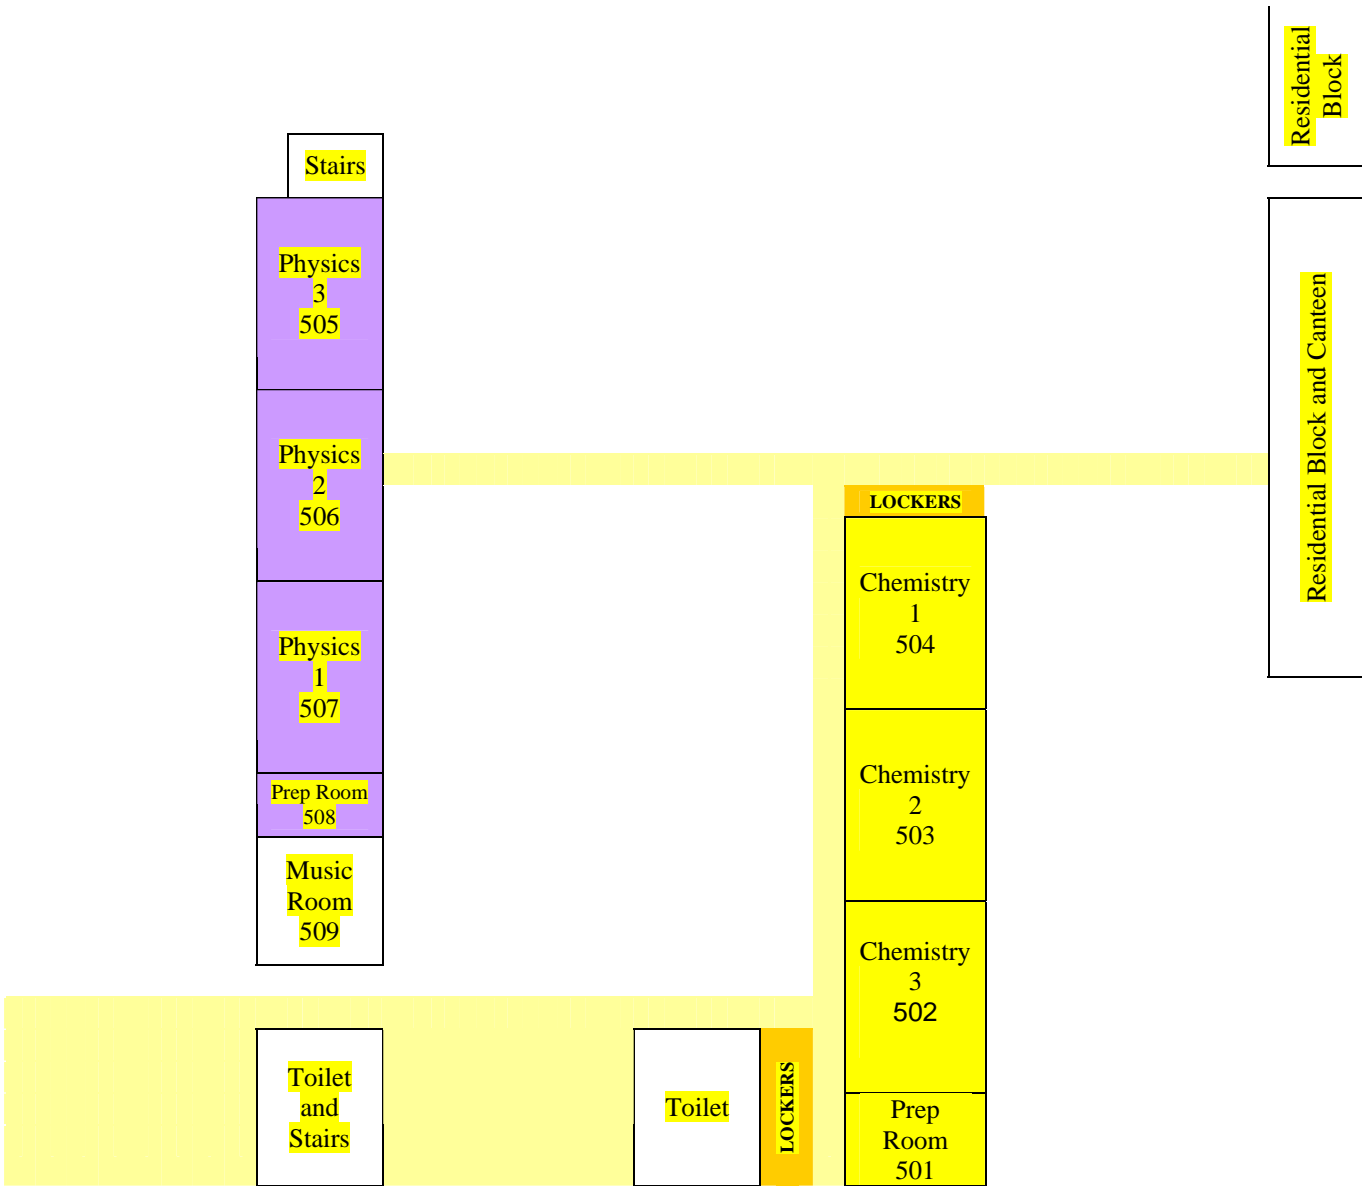 Residential
Block
Stairs
Physics
3
505
Residential Block and Canteen
Physics
2
506
LOCKERS
Chemistry
1
504
Physics
1
507
Chemistry
2
503
Prep Room
508
Music
Room
509
Chemistry
3
502
Toilet
and
Stairs
Toilet
LOCKERS
Prep
Room
501